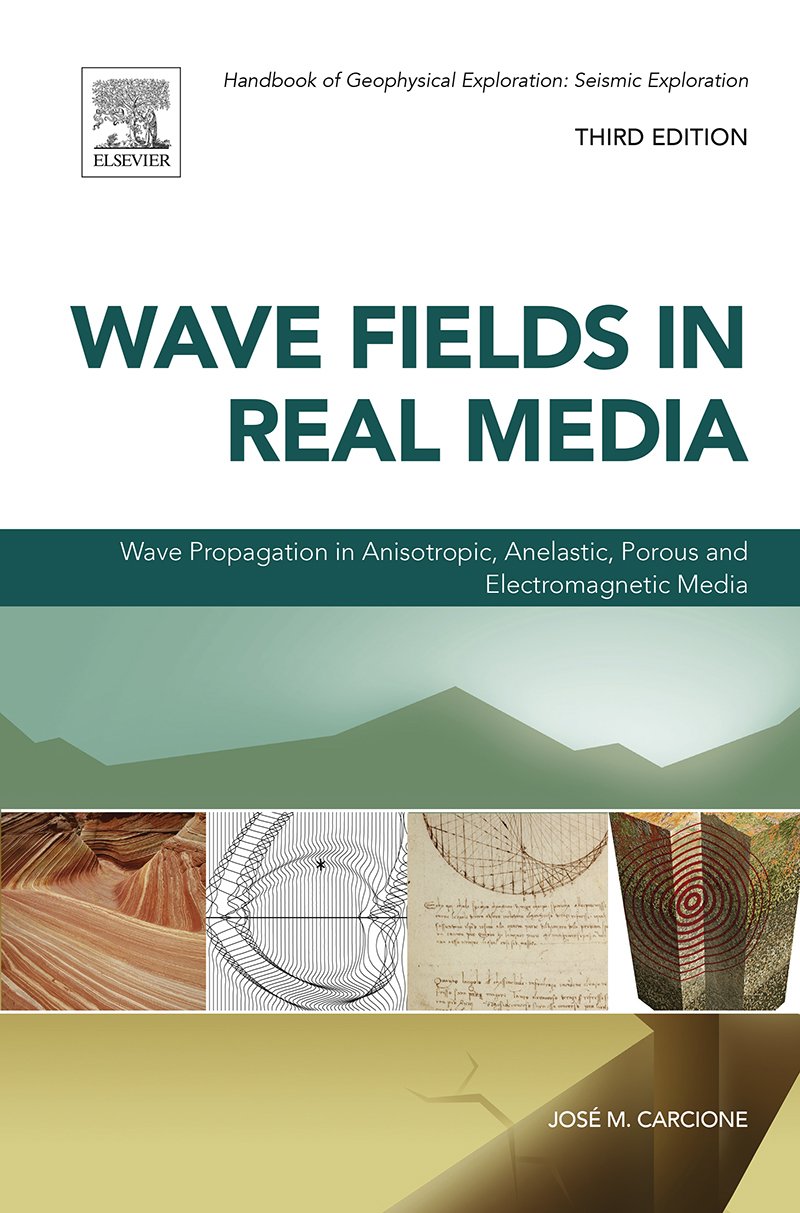 Handbook of Geophysical Exploration: Seismic Exploration
THIRD EDITION
ELSEVIER
WAVE FIELDS IN
REAL MEDIA
Wave Propagation in Anisotropic, Anelastic, Porous and
Electromagnetic Media
JOSÉ M. CARCIONE